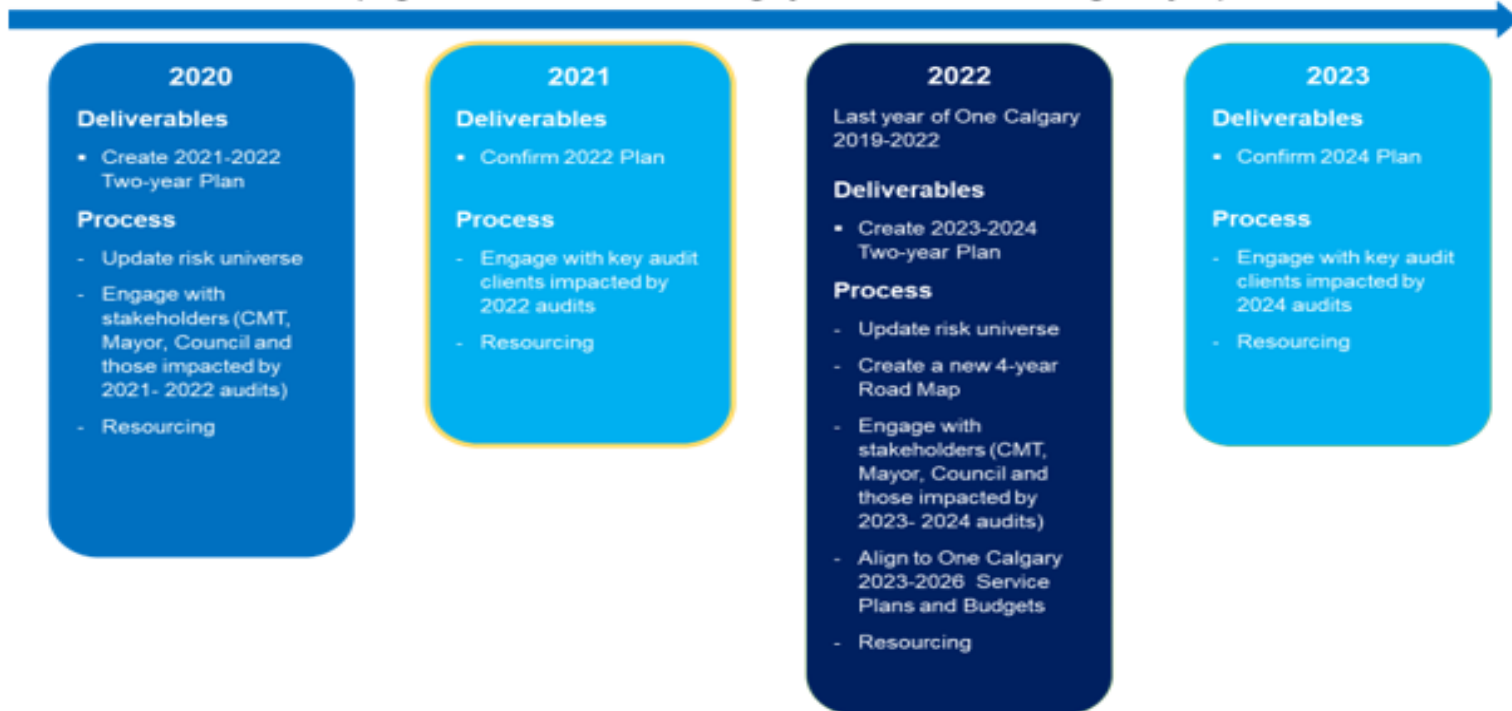 2020
Deliverables
▪ Create 2021-2022
Two-year Plan
Process
- Update risk universe
- Engage with
stakeholders (CMT,
Mayor, Council and
those impacted by
2021- 2022 audits)
- Resourcing
2021
Deliverables
▪ Confirm 2022 Plan
Process
- Engage with key audit
clients impacted by
2022 audits
- Resourcing
2022
Last year of One Calgary
2019-2022
Deliverables
▪ Create 2023-2024
Two-year Plan
Process
- Update risk universe
- Create a new 4-year
Road Map
- Engage with
stakeholders (CMT,
Mayor, Council and
those impacted by
2023- 2024 audits)
- Align to One Calgary
2023-2026 Service
Plans and Budgets
- Resourcing
2023
Deliverables
▪ Confirm 2024 Plan
Process
- Engage with key audit
clients impacted by
2024 audits
- Resourcing